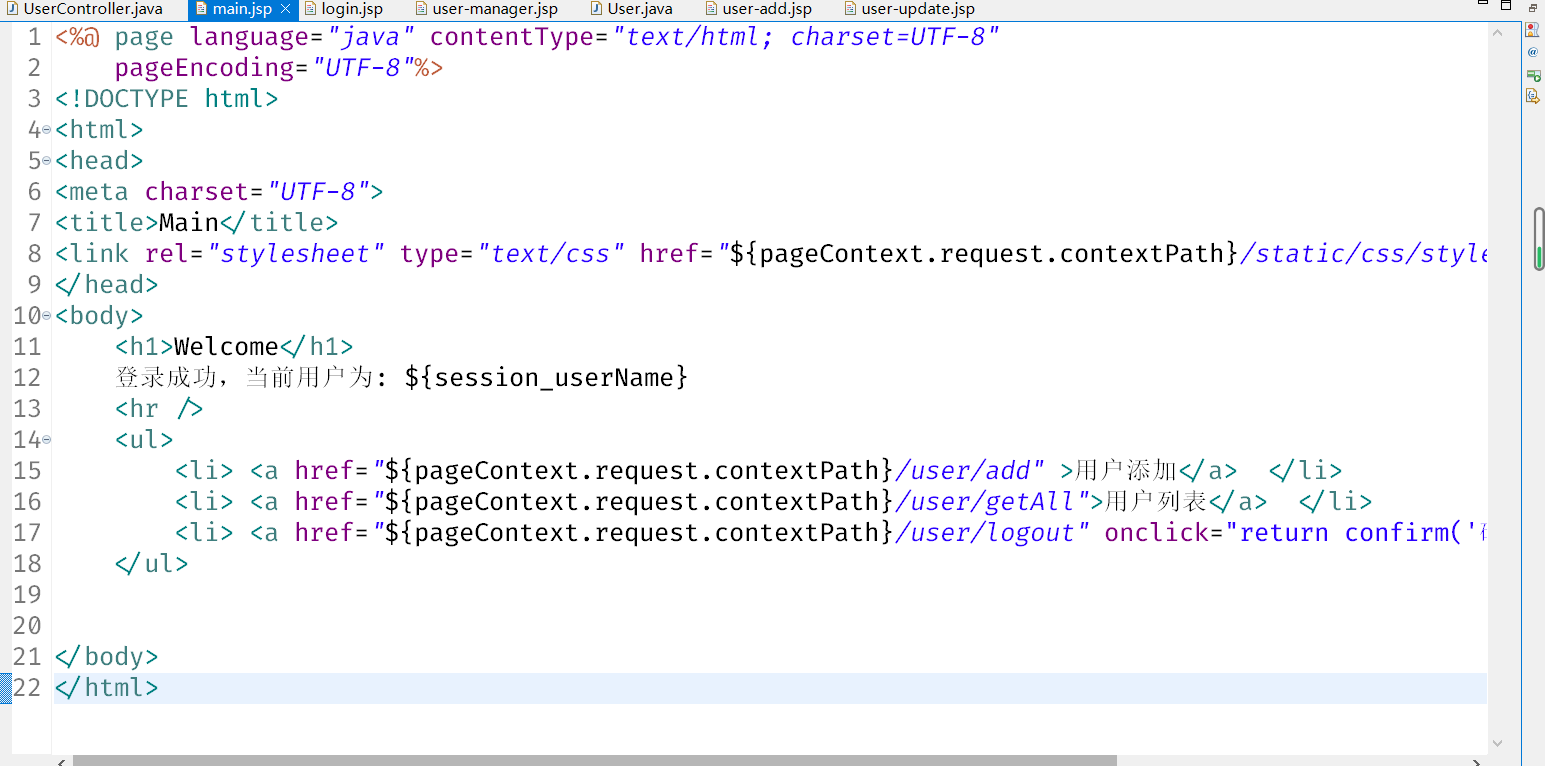 UserController.java main.jsp login.jsp user-manager.jsp User.java user-add.jsp user-update.jsp
1 <%@ page language="java" contentType="text/html; charset=UTF-8"
2 pageEncoding="UTF-8"%>
3 <!DOCTYPE html>
4 <html>
5 <head>
6 <meta charset="UTF-8">
7 <title>Main</title>
8 <link rel="stylesheet" type="text/css" href="${pageContext.request.contextPath}/static/css/style
9 </head>
10 <body>
11 <h1>Welcome</h1>
12 登录成功，当前用户为: ${session_userName}
13 <hr />
14 <ul>
15 <li> <a href="${pageContext.request.contextPath}/user/add" >用户添加</a> </li>
16 <li> <a href="${pageContext.request.contextPath}/user/getAll">用户列表</a> </li>
17 <li> <a href="${pageContext.request.contextPath}/user/logout" onclick="return confirm('
18 </ul>
19
20
21 </body>
22 </html>